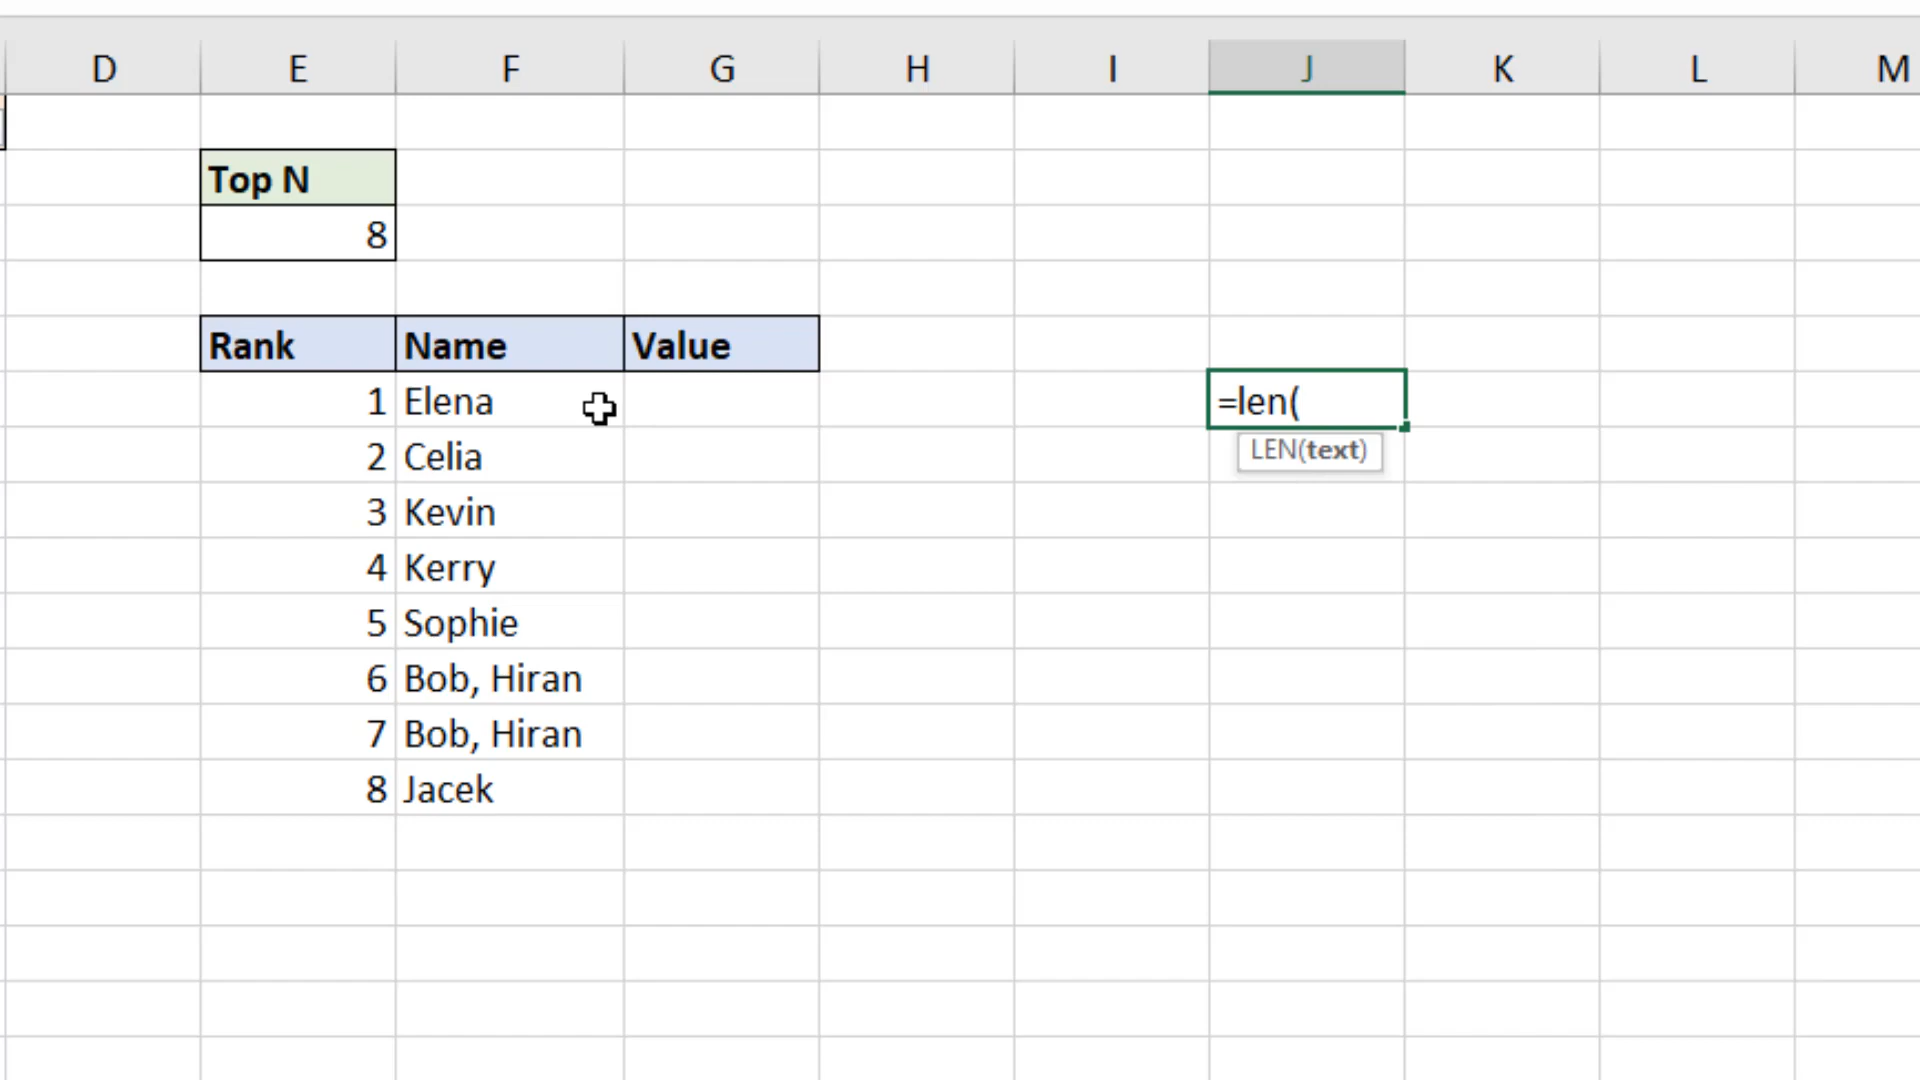 D E F G H I J K L M
Top N
8
Rank Name Value
1 Elena =len(
LEN(text)
2 Celia
3 Kevin
4 Kerry
5 Sophie
6 Bob, Hiran
7 Bob, Hiran
8 Jacek